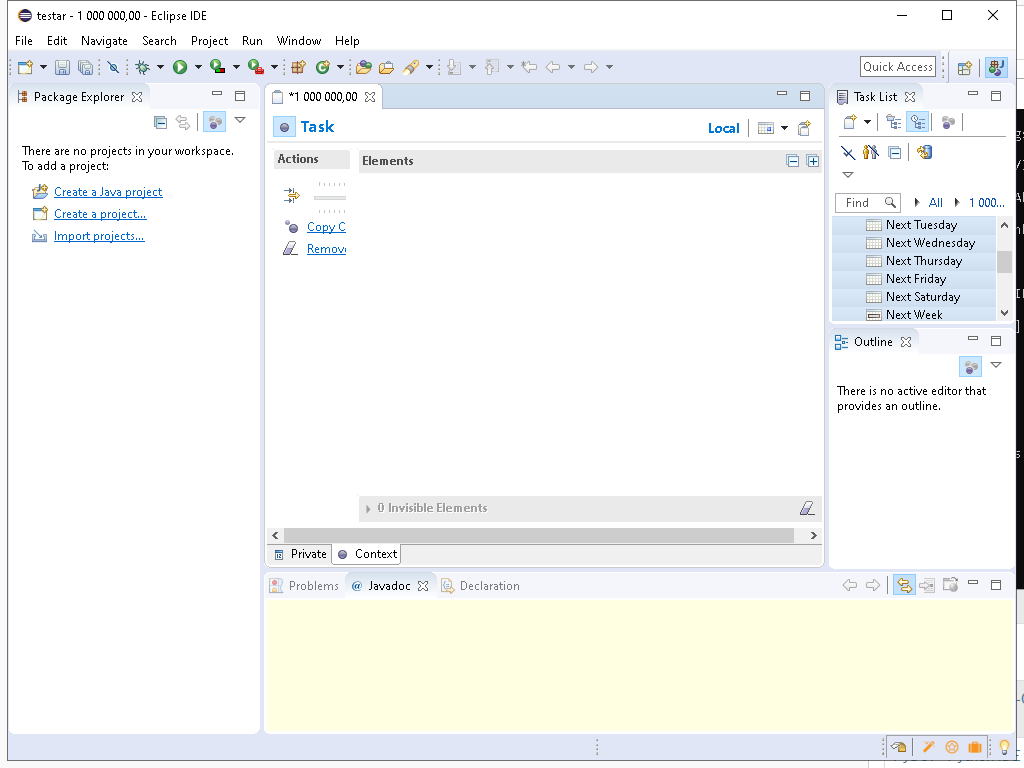 testar - 1 000 000,00 - Eclipse IDE
File Edit Navigate Search Project Run Window Help
Quick Access
Package Explorer
There are no projects in your workspace.
To add a project:
Create a Java project
Create a project...
Import projects...
*1 000 000,00
Task
Local
Actions
Elements
Copy C
Remov
0 Invisible Elements
Private Context
Task List
Find All 1 000...
Next Tuesday
Next Wednesday
Next Thursday
Next Friday
Next Saturday
Next Week
Outline
There is no active editor that
provides an outline.
Problems @ Javadoc Declaration